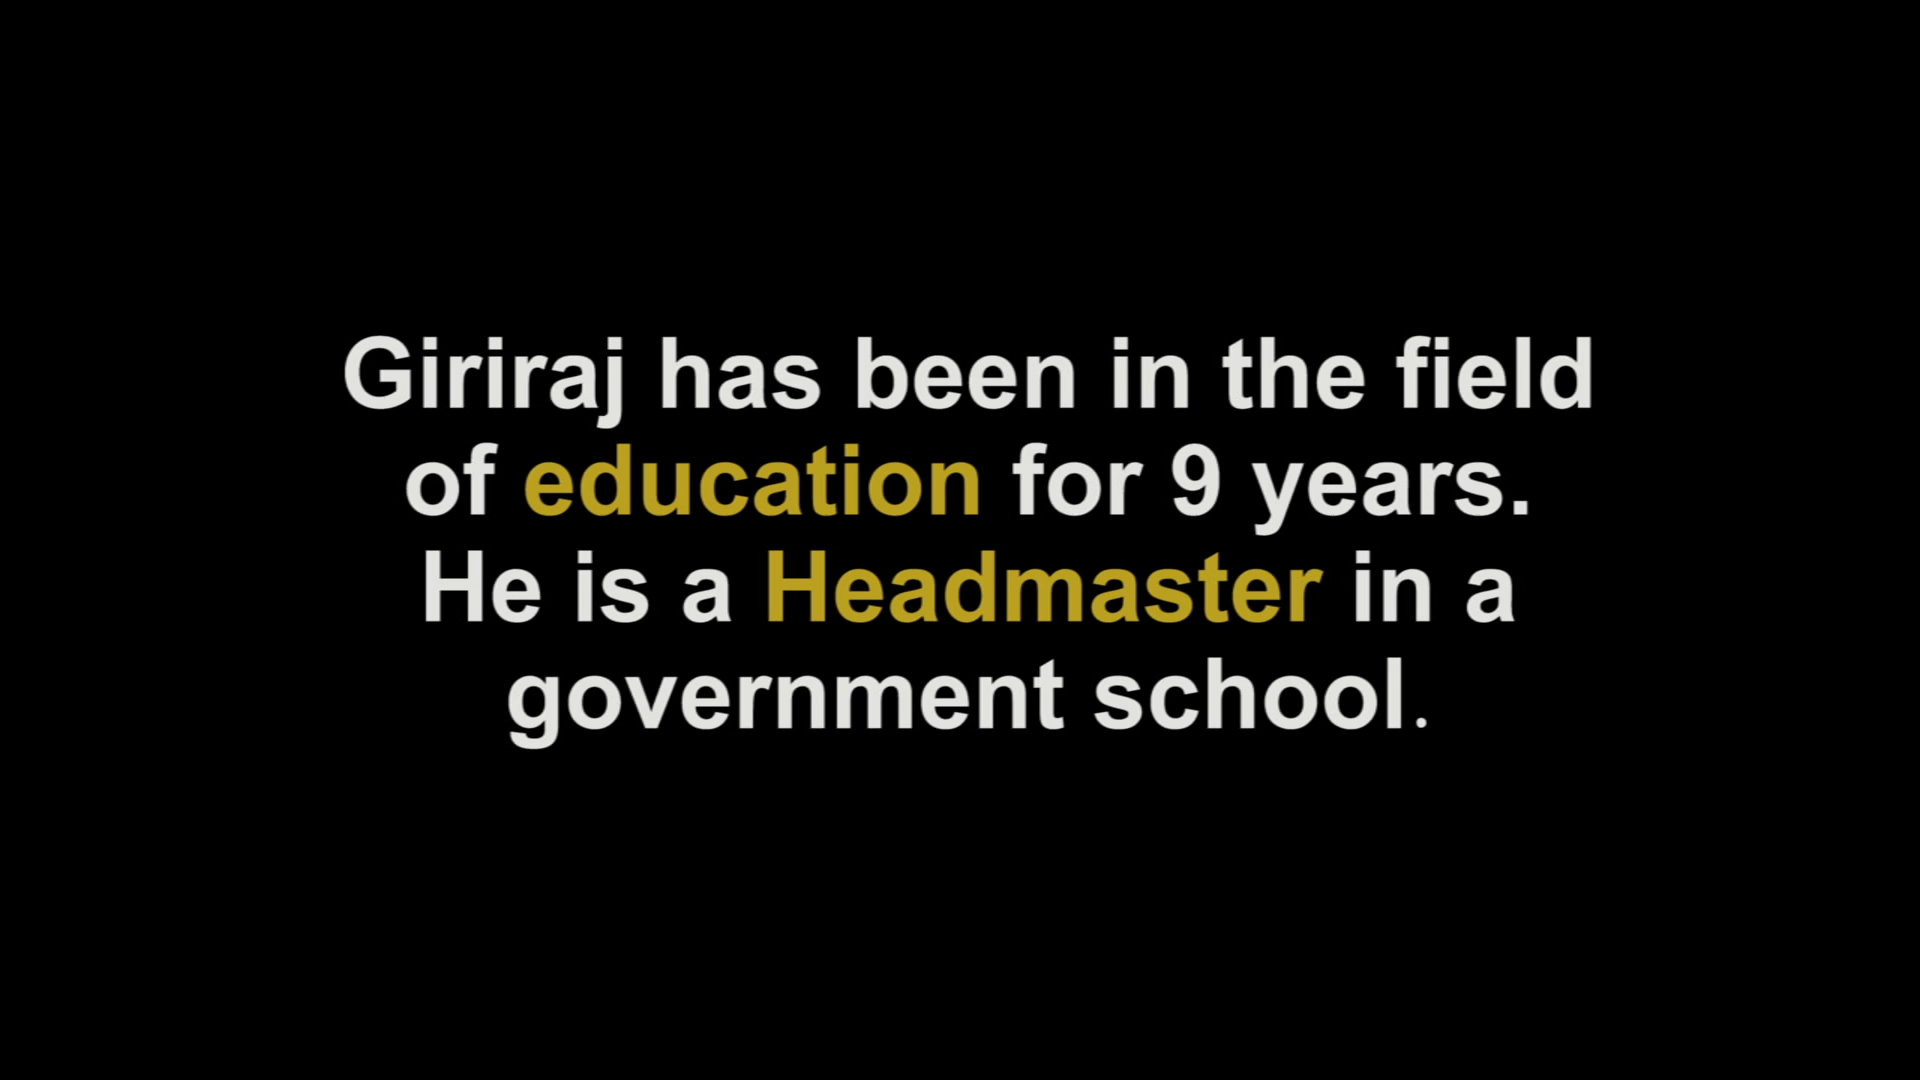 Giriraj has been in the field
of education for 9 years.
He is a Headmaster in a
government school.